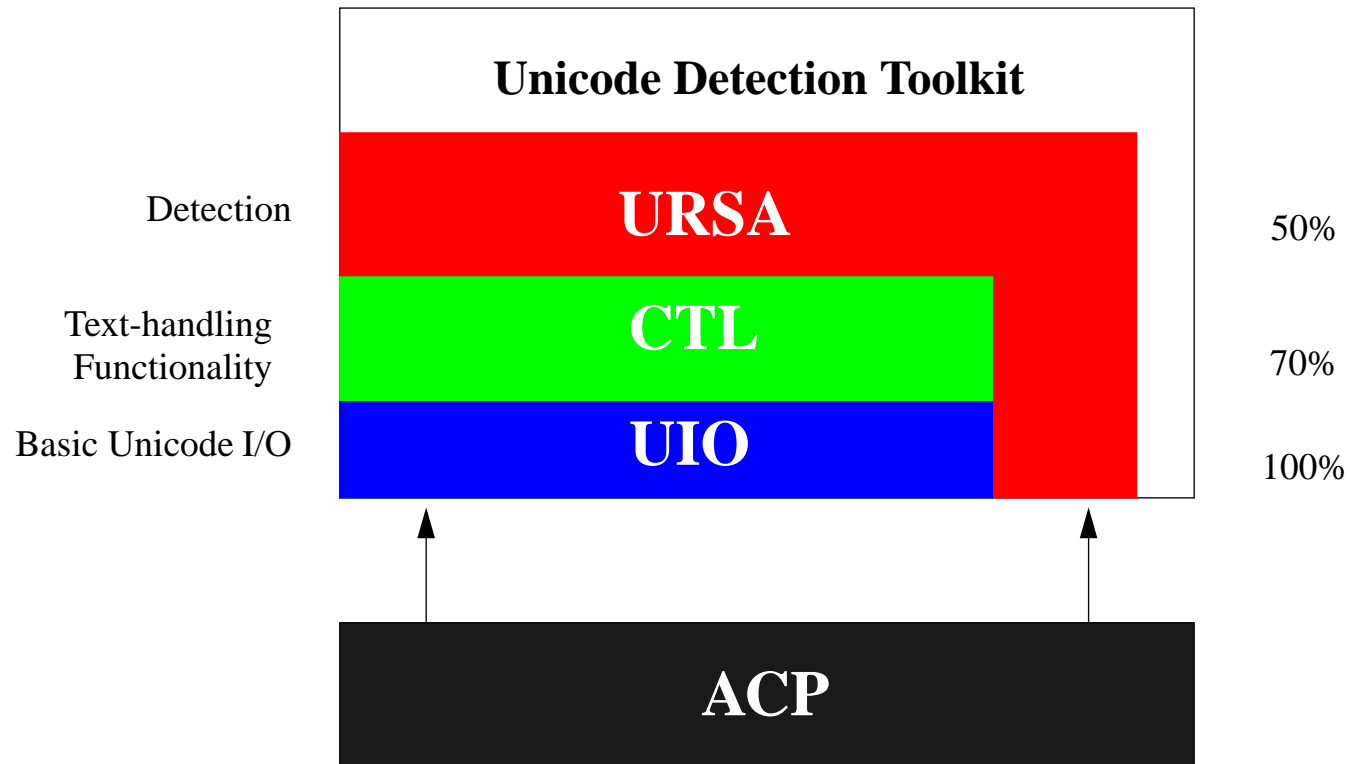 Unicode Detection Toolkit
Detection
URSA
50%
Text-handling
Functionality
CTL
70%
Basic Unicode I/O
UIO
100%
ACP